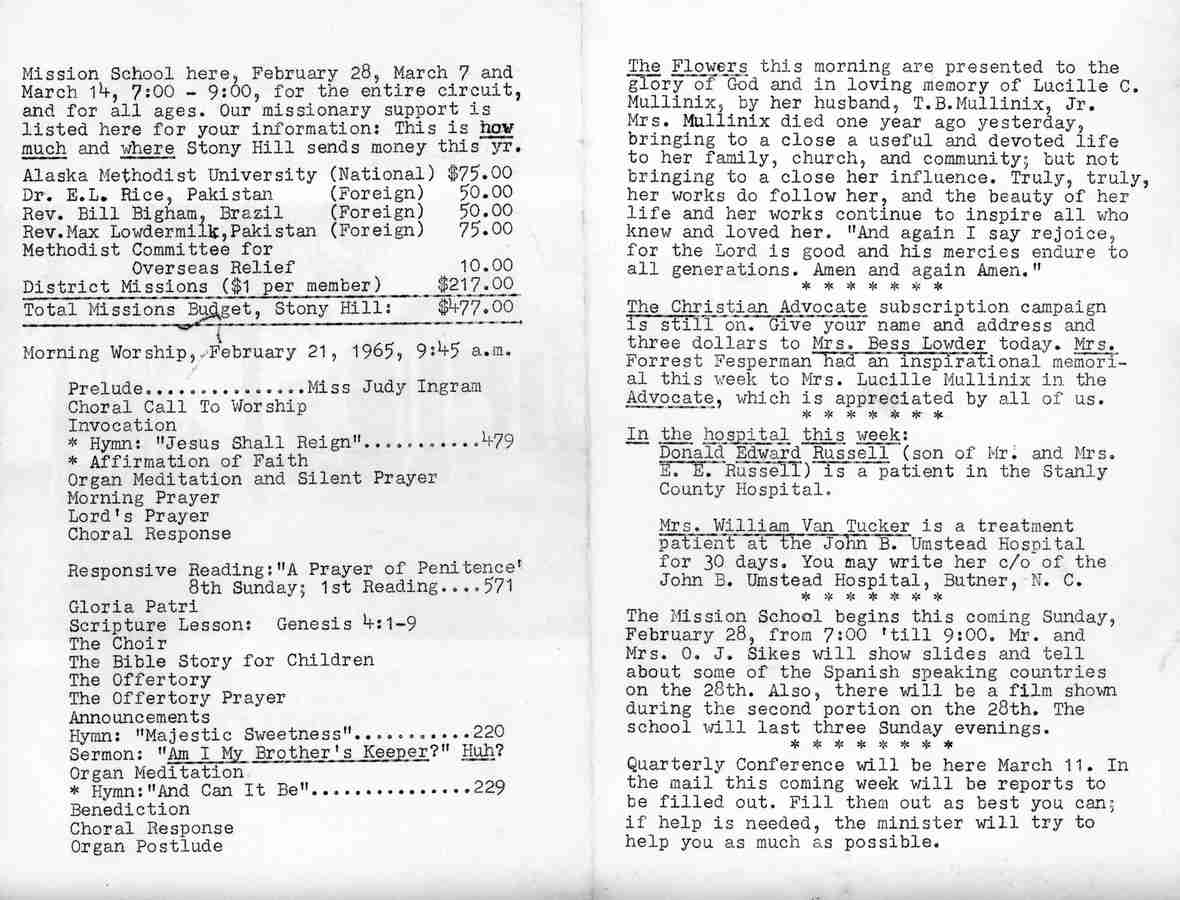 Mission School here, February 28, March 7 and
March 14, 7:00 - 9:00, for the entire circuit,
and for all ages. Our missionary support is
listed here for your information: This is how
much and where Stony Hill sends money this yr.
Alaska Methodist University (National) $75.00
Dr. E.L. Rice, Pakistan (Foreign) 50.00
Rev. Bill Bigham, Brazil (Foreign) 50.00
Rev.Max Lowdermilk,Pakistan (Foreign) 75.00
Methodist Committee for
Overseas Relief 10.00
District Missions ($1 per member) $217.00
Total Missions Budget, Stony Hill: $477.00
Morning Worship, February 21, 1965, 9:45 a.m.
Prelude...............Miss Judy Ingram
Choral Call To Worship
Invocation
* Hymn: "Jesus Shall Reign"...........479
* Affirmation of Faith
Organ Meditation and Silent Prayer
Morning Prayer
Lord's Prayer
Choral Response
Responsive Reading:"A Prayer of Penitence'
8th Sunday; 1st Reading....571
Gloria Patri
Scripture Lesson: Genesis 4:1-9
The Choir
The Bible Story for Children
The Offertory
The Offertory Prayer
Announcements
Hymn: "Majestic Sweetness"...........220
Sermon: "Am I My Brother's Keeper?" Huh?
Organ Meditation
* Hymn:"And Can It Be"...............229
Benediction
Choral Response
Organ Postlude
The Flowers this morning are presented to the
glory of God and in loving memory of Lucille C.
Mullinix, by her husband, T.B.Mullinix, Jr.
Mrs. Mullinix died one year ago yesterday,
bringing to a close a useful and devoted life
to her family, church, and community; but not
bringing to a close her influence. Truly, truly,
her works do follow her, and the beauty of her
life and her works continue to inspire all who
knew and loved her. "And again I say rejoice,
for the Lord is good and his mercies endure to
all generations. Amen and again Amen."
* * * * * * *
The Christian Advocate subscription campaign
is still on. Give your name and address and
three dollars to Mrs. Bess Lowder today. Mrs.
Forrest Fesperman had an inspirational memori-
al this week to Mrs. Lucille Mullinix in the
Advocate, which is appreciated by all of us.
* * * * * * *
In the hospital this week:
Donald Edward Russell (son of Mr. and Mrs.
E. E. Russell) is a patient in the Stanly
County Hospital.
Mrs. William Van Tucker is a treatment
patient at the John B. Umstead Hospital
for 30 days. You may write her c/o of the
John B. Umstead Hospital, Butner, N. C.
* * * * * * *
The Mission School begins this coming Sunday,
February 28, from 7:00 'till 9:00. Mr. and
Mrs. O. J. Sikes will show slides and tell
about some of the Spanish speaking countries
on the 28th. Also, there will be a film shown
during the second portion on the 28th. The
school will last three Sunday evenings.
* * * * * * * *
Quarterly Conference will be here March 11. In
the mail this coming week will be reports to
be filled out. Fill them out as best you can;
if help is needed, the minister will try to
help you as much as possible.